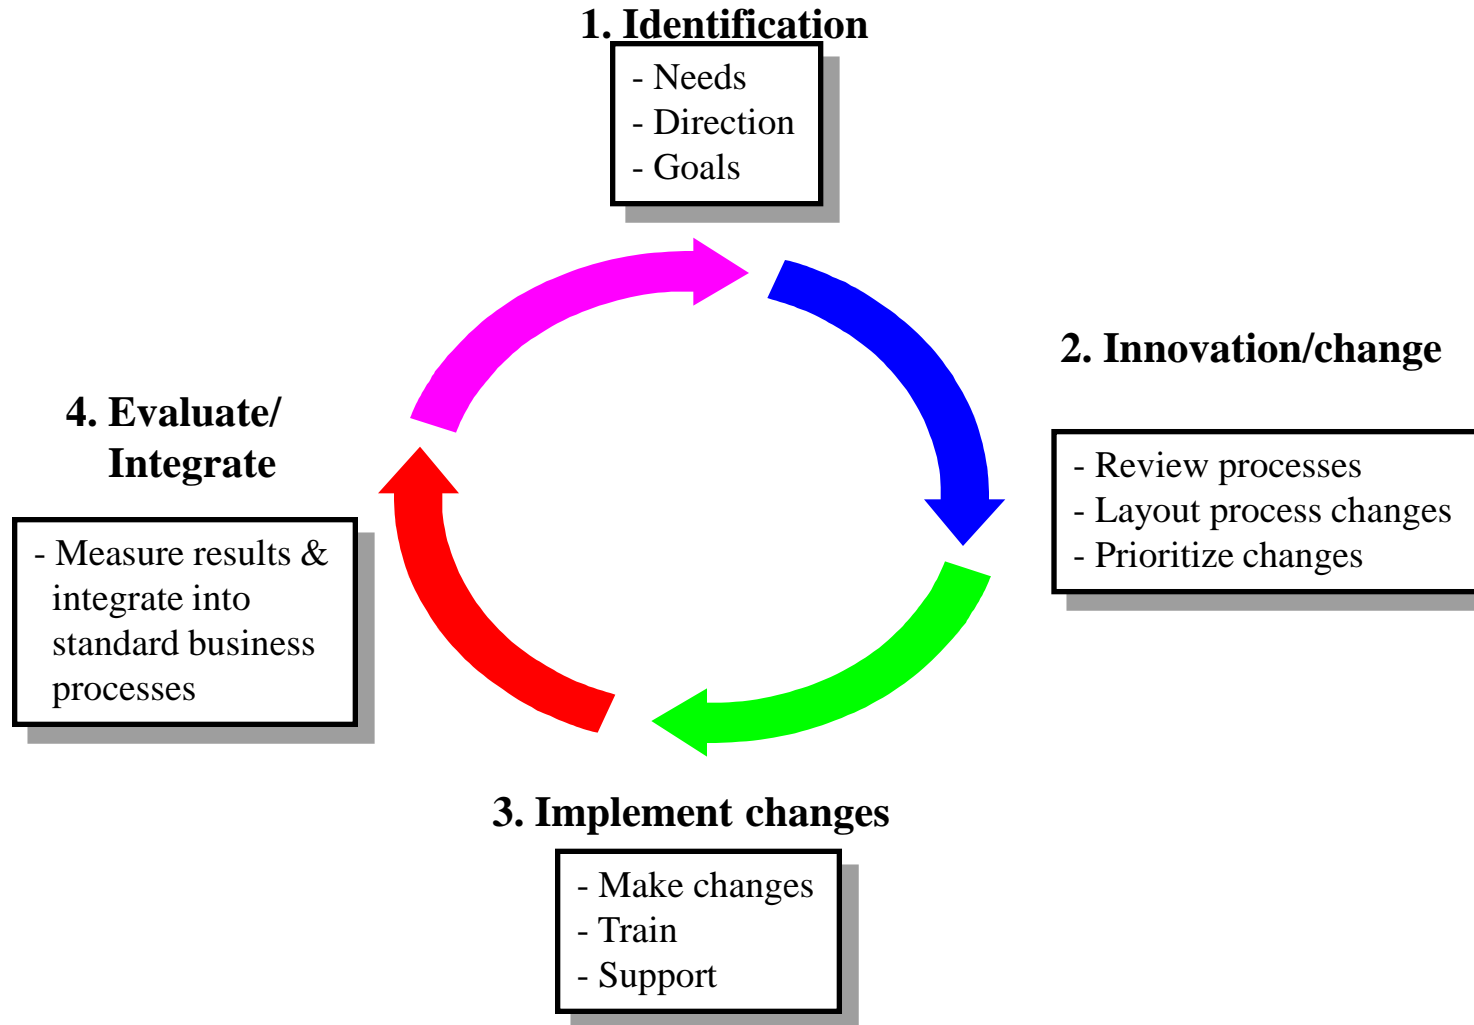 1. Identification
- Needs
- Direction
- Goals
2. Innovation/change
- Review processes
- Layout process changes
- Prioritize changes
3. Implement changes
- Make changes
- Train
- Support
4. Evaluate/
Integrate
- Measure results &
integrate into
standard business
processes